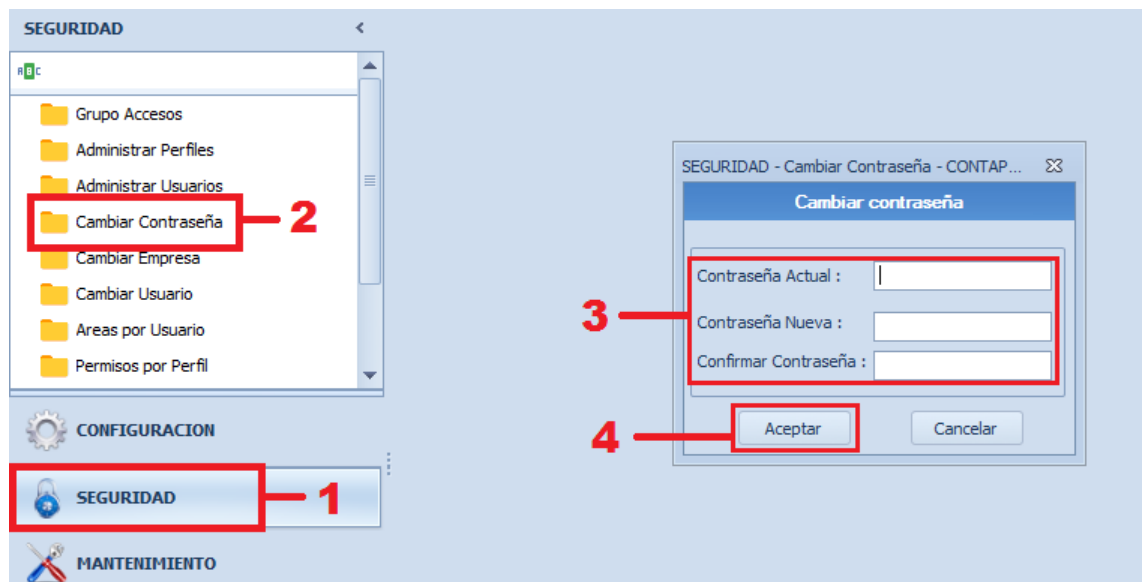 SEGURIDAD <
ABC
Grupo Accesos
Administrar Perfiles
Administrar Usuarios
Cambiar Contraseña
2
Cambiar Empresa
Cambiar Usuario
Areas por Usuario
Permisos por Perfil
CONFIGURACION
SEGURIDAD
1
MANTENIMIENTO
SEGURIDAD - Cambiar Contraseña - CONTAP...
Cambiar contraseña
3
Contraseña Actual :
Contraseña Nueva :
Confirmar Contraseña :
4
Aceptar
Cancelar